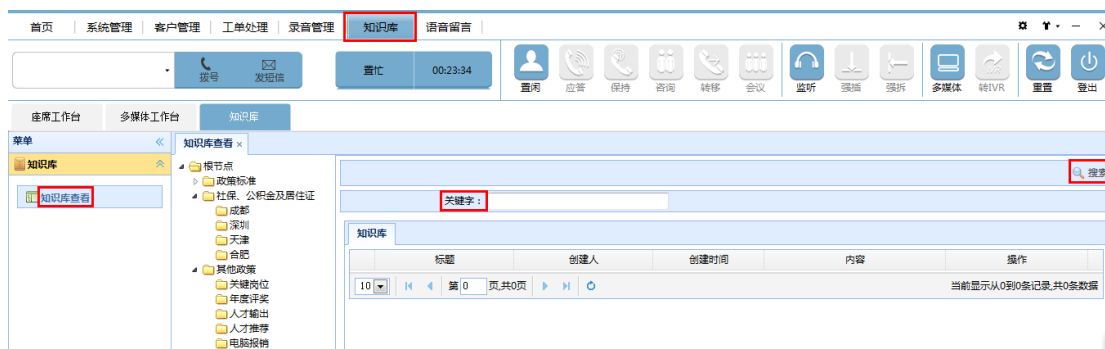 首页 系统管理 客户管理 工单处理 录音管理 知识库 语音留言
拨号 发短信 置忙 00:23:34 置闲 应答 保持 咨询 转移 会议 监听 强插 强拆 多媒体 转IVR 重置 登出
座席工作台 多媒体工作台 知识库
菜单 知识库查看
知识库
知识库查看
根节点
政策标准
社保、公积金及居住证
成都
深圳
天津
合肥
其他政策
关键岗位
年度评奖
人才输出
人才推荐
电脑报销
搜索
关键字：
知识库
标题 创建人 创建时间 内容 操作
10 第 0 页,共0页 当前显示从0到0条记录,共0条数据